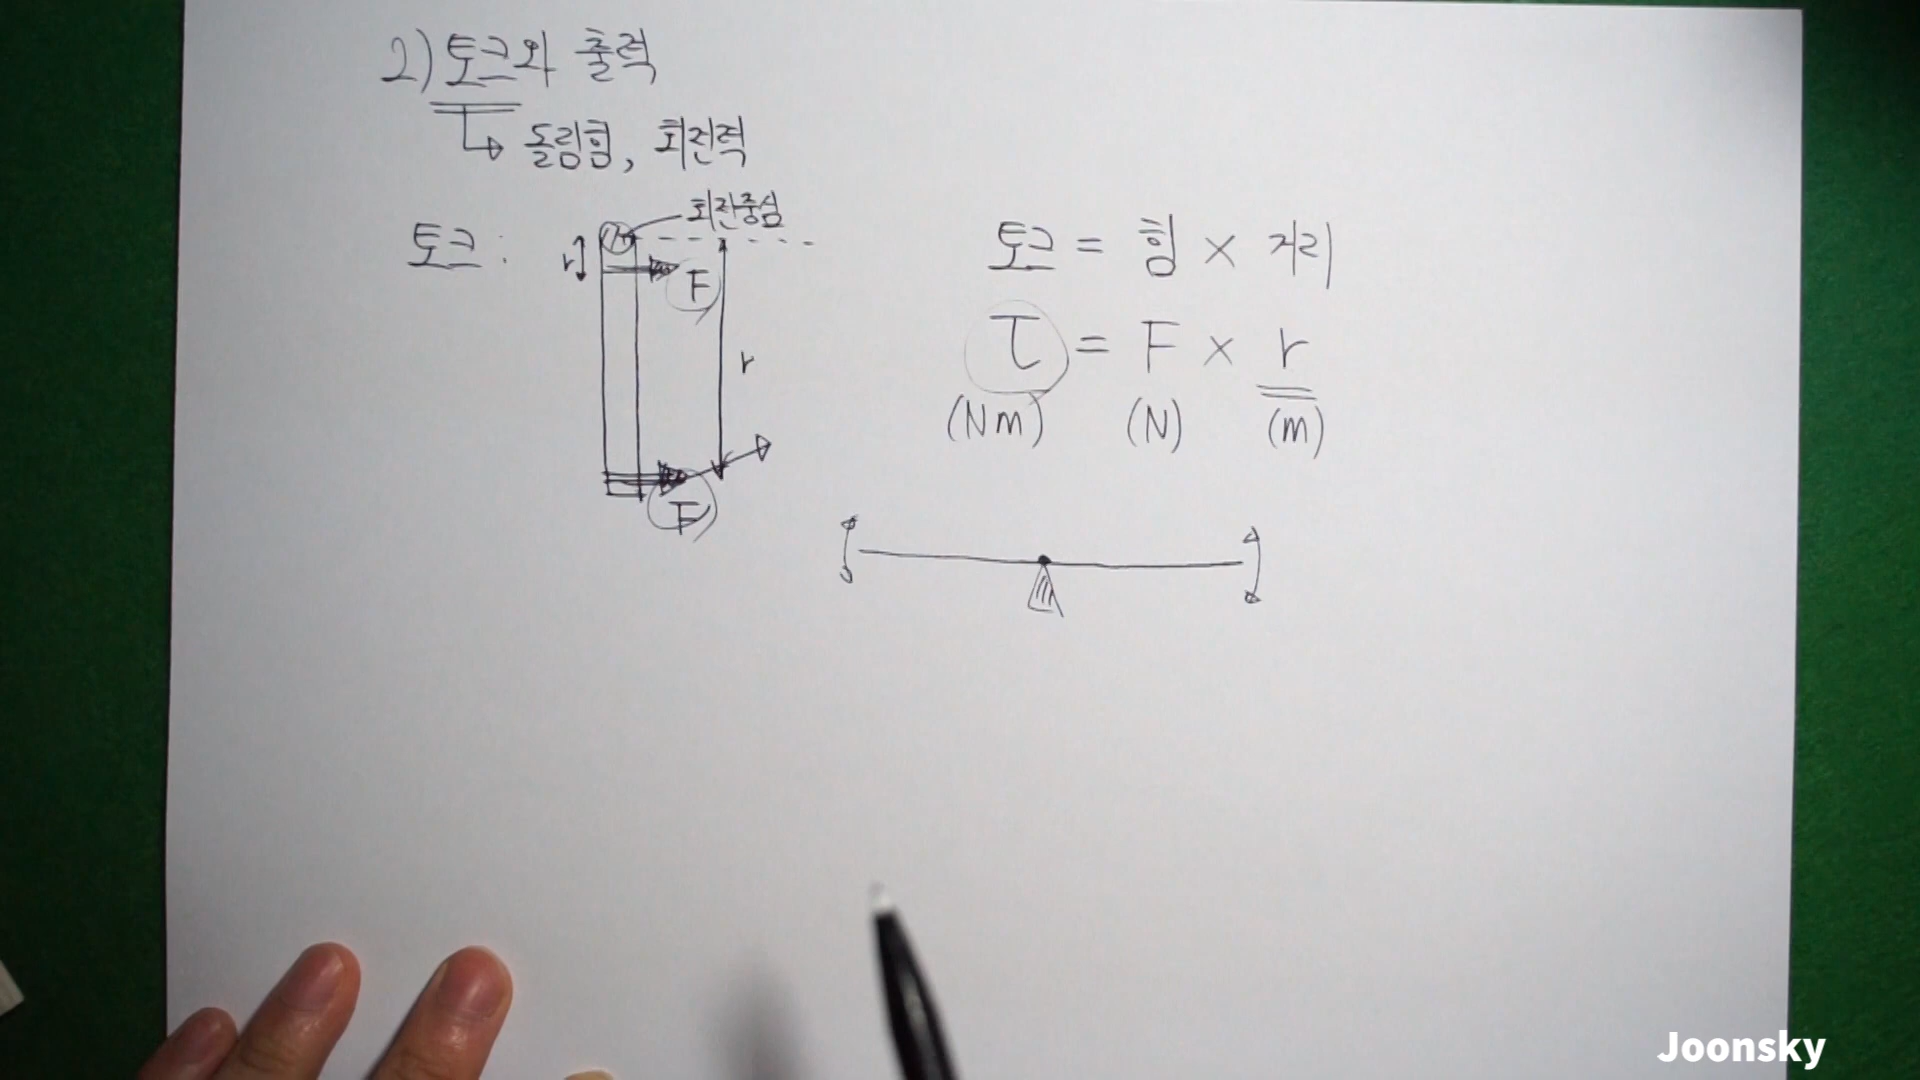 2) 토크와 출력
돌림힘, 회전력
회전중심
토크 :
r
F
r
F
토크 = 힘 × 거리
τ = F × r
(Nm) (N) (m)
Joonsky